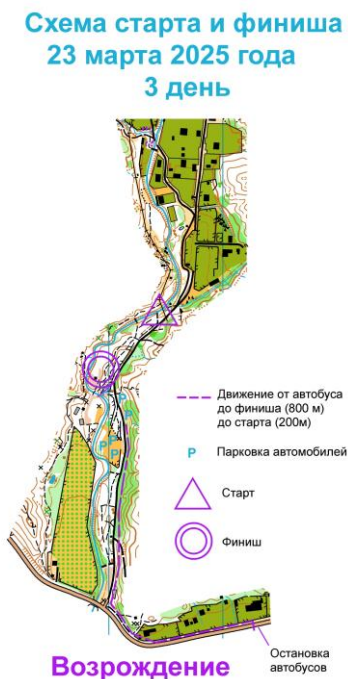 Схема старта и финиша
23 марта 2025 года
3 день
Движение от автобуса
до финиша (800 м)
до старта (200м)
P Парковка автомобилей
Старт
Финиш
P
P
P
P
P
Остановка
автобусов
Возрождение